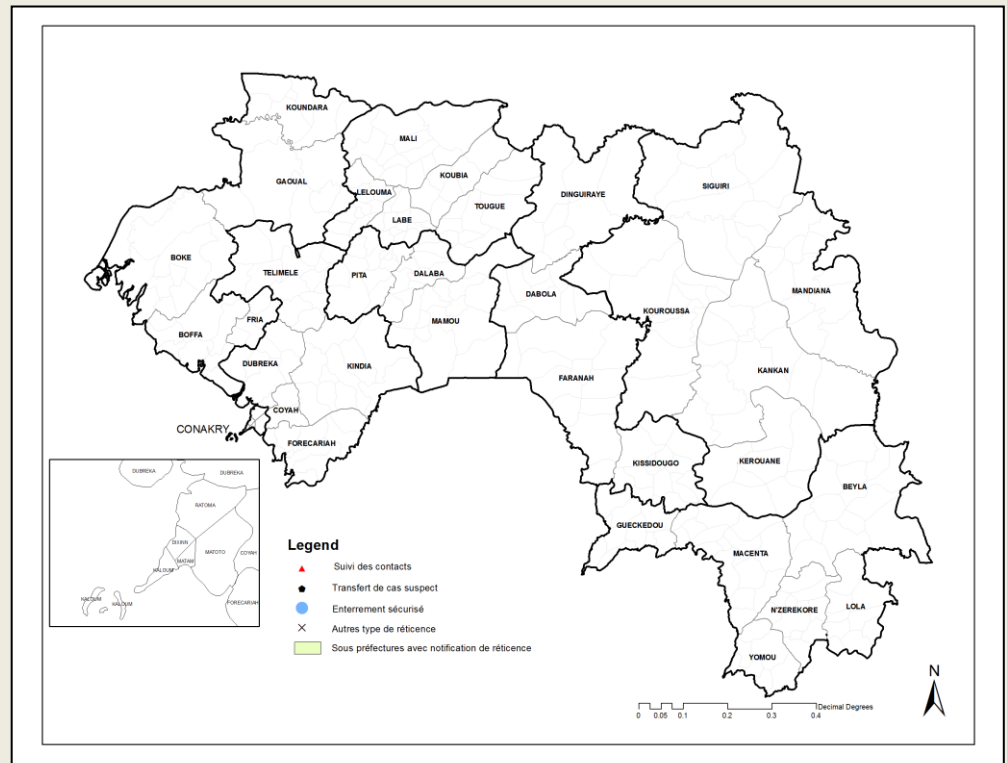 KOUNDARA
MALI
KOUBIA
GAOUAL
SIGUIRI
LELOUMA
DINGUIRAYE
TOUGUE
LABE
BOKE
TELIMELE
PITA
DALABA
MANDIANA
DABOLA
KOUROUSSA
FRIA
MAMOU
BOFFA
DUBREKA
KINDIA
KANKAN
FARANAH
COYAH
CONAKRY
FORECARIAH
KISSIDOUGO
KEROUANE
BEYLA
GUECKEDOU
MACENTA
N'ZEREKORE
LOLA
YOMOU
DUBREKA
DUBREKA
RATOMA
DIXINN
MATOTO
COYAH
MATAM
KALOUM
KALOUM
KALOUM
FORECARIAH
Legend
Suivi des contacts
Transfert de cas suspect
Enterrement sécurisé
Autres type de réticence
Sous préfectures avec notification de réticence
N
Decimal Degrees
0 0.05 0.1 0.2 0.3 0.4